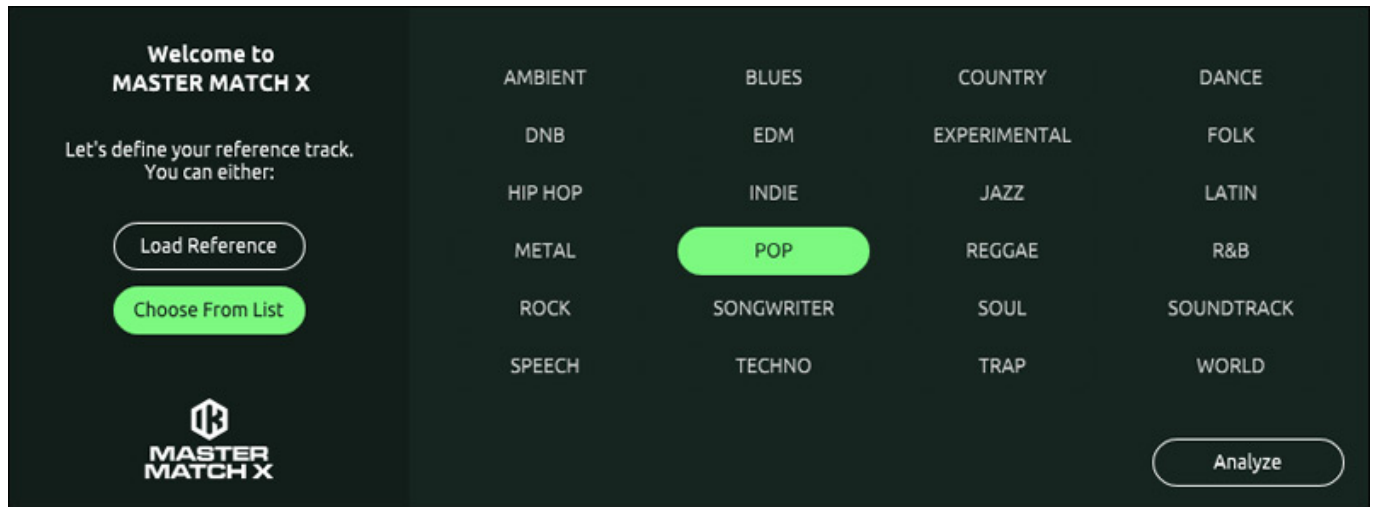 Welcome to
MASTER MATCH X
Let's define your reference track.
You can either:
Load Reference
Choose From List
MASTER
MATCH X
AMBIENT BLUES COUNTRY DANCE
DNB EDM EXPERIMENTAL FOLK
HIP HOP INDIE JAZZ LATIN
METAL POP REGGAE R&B
ROCK SONGWRITER SOUL SOUNDTRACK
SPEECH TECHNO TRAP WORLD
Analyze